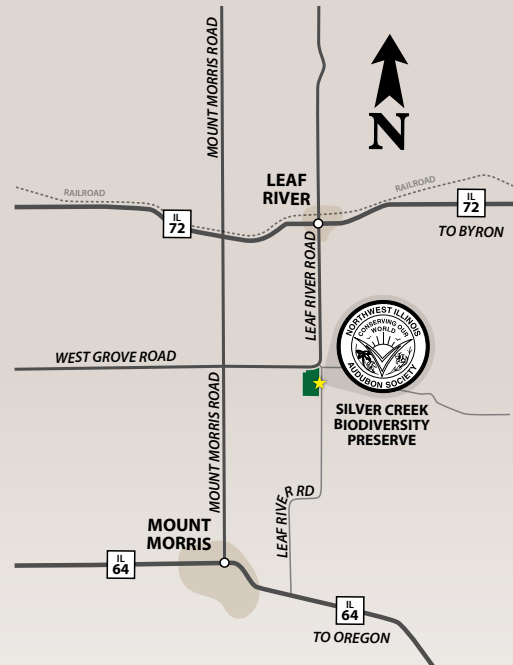 MOUNT MORRIS ROAD
N
LEAF
RIVER
RAILROAD
RAILROAD
IL
72
IL
72
TO BYRON
LEAF RIVER ROAD
NORTHWEST ILLINOIS
CONSERVING OUR
WORLD
AUDUBON SOCIETY
WEST GROVE ROAD
SILVER CREEK
BIODIVERSITY
PRESERVE
MOUNT MORRIS ROAD
LEAF RIVER RD
MOUNT
MORRIS
IL
64
IL
64
TO OREGON